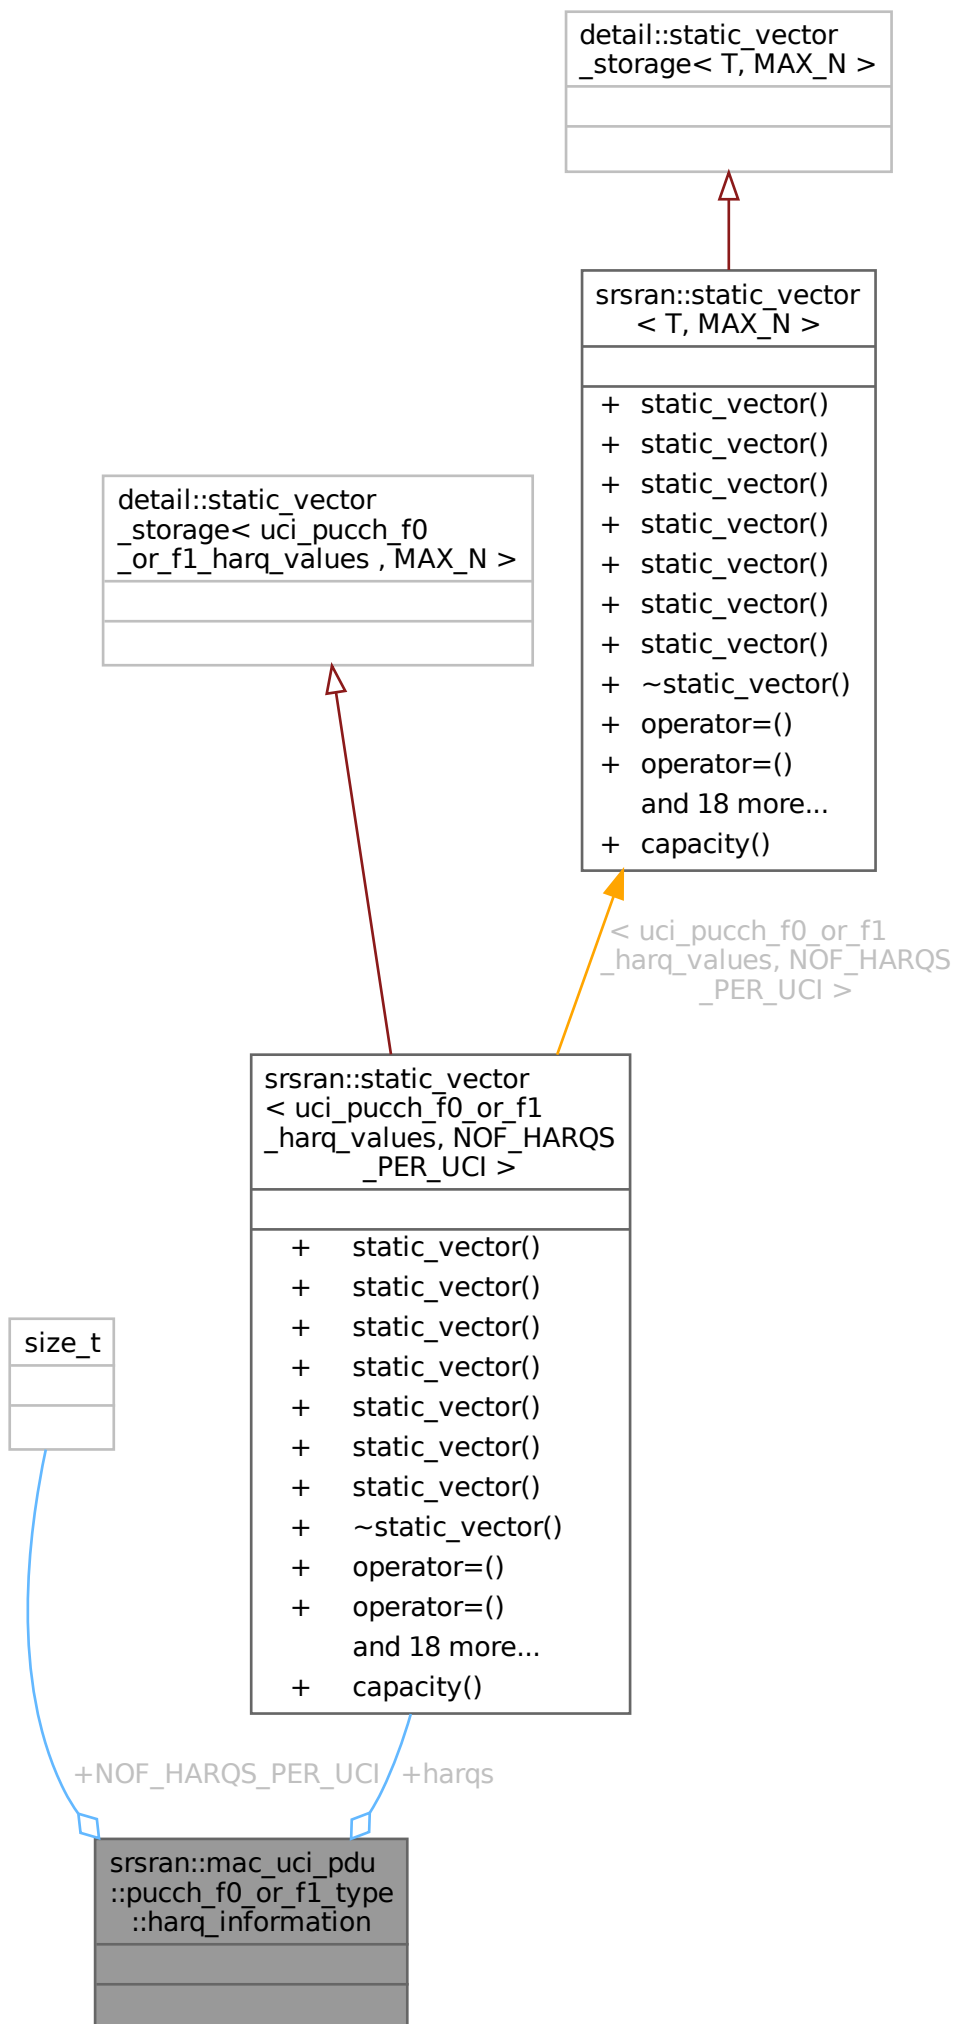 detail::static_vector
_storage< T, MAX_N >
srsran::static_vector
< T, MAX_N >
+ static_vector()
+ static_vector()
+ static_vector()
+ static_vector()
+ static_vector()
+ static_vector()
+ static_vector()
+ ~static_vector()
+ operator=()
+ operator=()
and 18 more...
+ capacity()
detail::static_vector
_storage< uci_pucch_f0
_or_f1_harq_values , MAX_N >
< uci_pucch_f0_or_f1
_harq_values, NOF_HARQS
_PER_UCI >
srsran::static_vector
< uci_pucch_f0_or_f1
_harq_values, NOF_HARQS
_PER_UCI >
+ static_vector()
+ static_vector()
+ static_vector()
+ static_vector()
+ static_vector()
+ static_vector()
+ static_vector()
+ ~static_vector()
+ operator=()
+ operator=()
and 18 more...
+ capacity()
size_t
+NOF_HARQS_PER_UCI
+harqs
srsran::mac_uci_pdu
::pucch_f0_or_f1_type
::harq_information